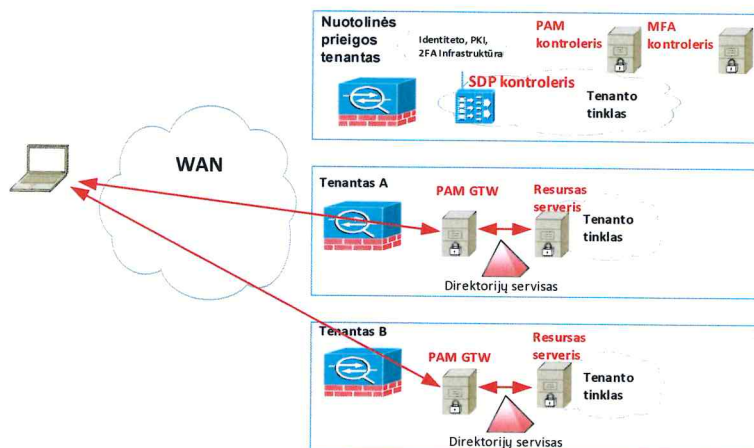 Nuotolinės
prieigos
tenantas
Identiteto, PKI,
2FA Infrastruktūra
PAM
kontroleris
MFA
kontroleris
SDP kontroleris
Tenanto
tinklas
WAN
Tenantas A
PAM GTW
Resursas
serveris
Tenanto
tinklas
Direktorijų servisas
Tenantas B
PAM GTW
Resursas
serveris
Tenanto
tinklas
Direktorijų servisas